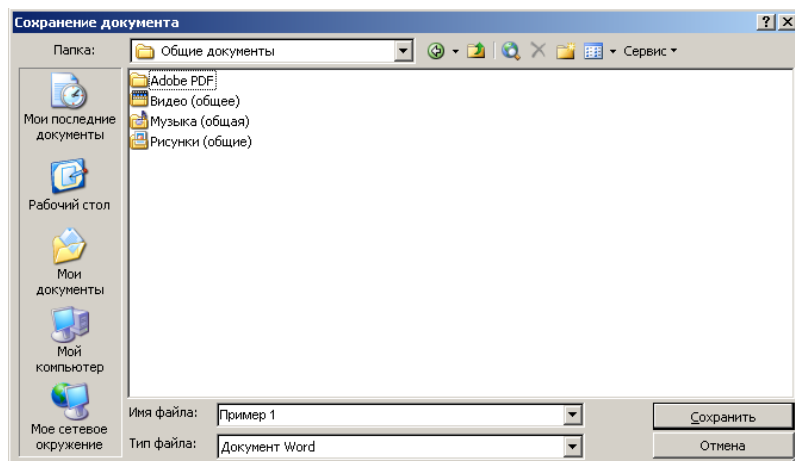 Сохранение документа
Папка:
Общие документы
Сервис
Adobe PDF
Видео (общее)
Музыка (общая)
Рисунки (общие)
Мои последние
документы
Рабочий стол
Мои
документы
Мой
компьютер
Мое сетевое
окружение
Имя файла:
Пример 1
Сохранить
Тип файла:
Документ Word
Отмена